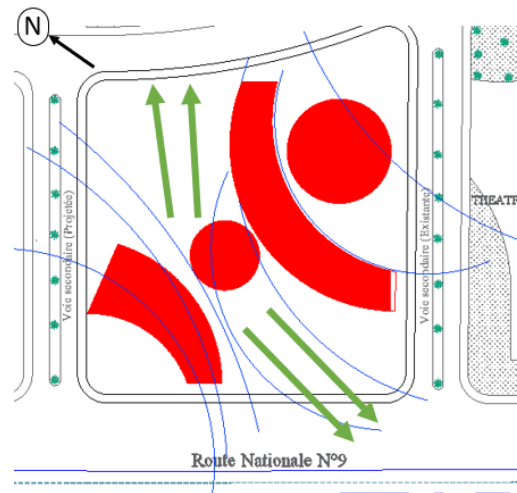 N
Voie secondaire (Projetée)
Voie secondaire (Existante)
THEATR
Route Nationale N°9